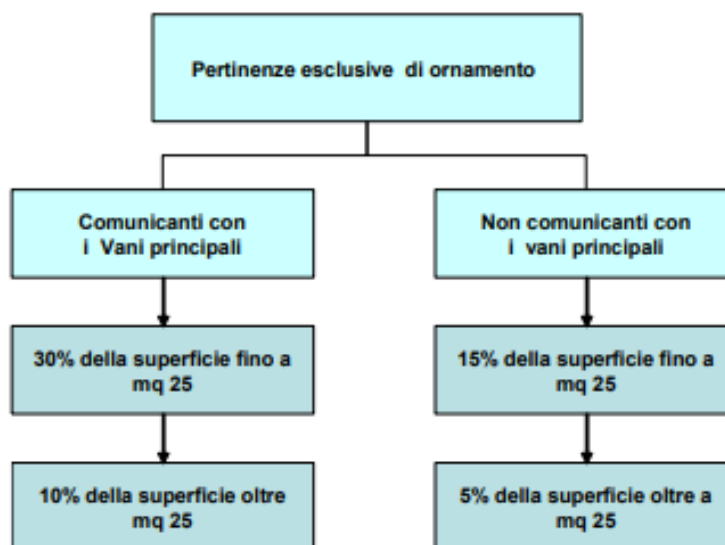 Pertinenze esclusive di ornamento
Comunicanti con
i Vani principali
Non comunicanti con
i vani principali
30% della superficie fino a
mq 25
15% della superficie fino a
mq 25
10% della superficie oltre
mq 25
5% della superficie oltre a
mq 25